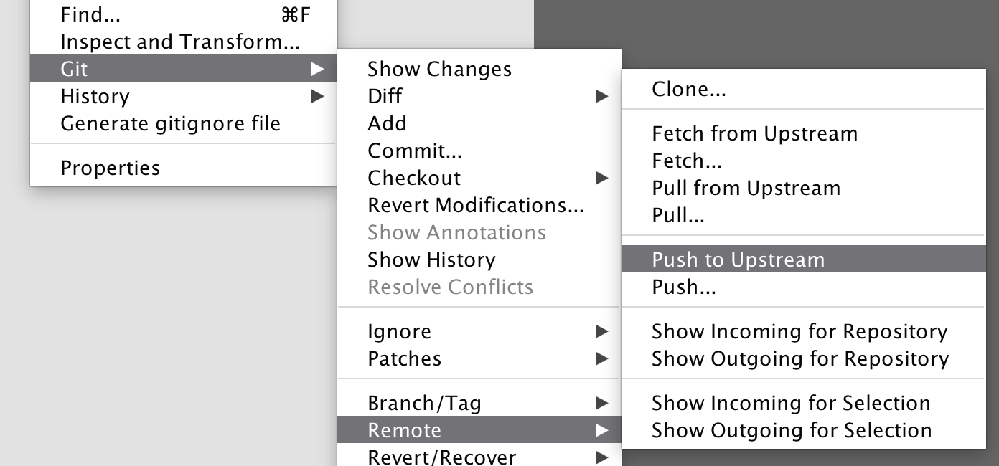 Find... ⌘F
Inspect and Transform...
Git
History
Generate gitignore file
Properties
Show Changes
Diff
Add
Commit...
Checkout
Revert Modifications...
Show Annotations
Show History
Resolve Conflicts
Ignore
Patches
Branch/Tag
Remote
Revert/Recover
Clone...
Fetch from Upstream
Fetch...
Pull from Upstream
Pull...
Push to Upstream
Push...
Show Incoming for Repository
Show Outgoing for Repository
Show Incoming for Selection
Show Outgoing for Selection